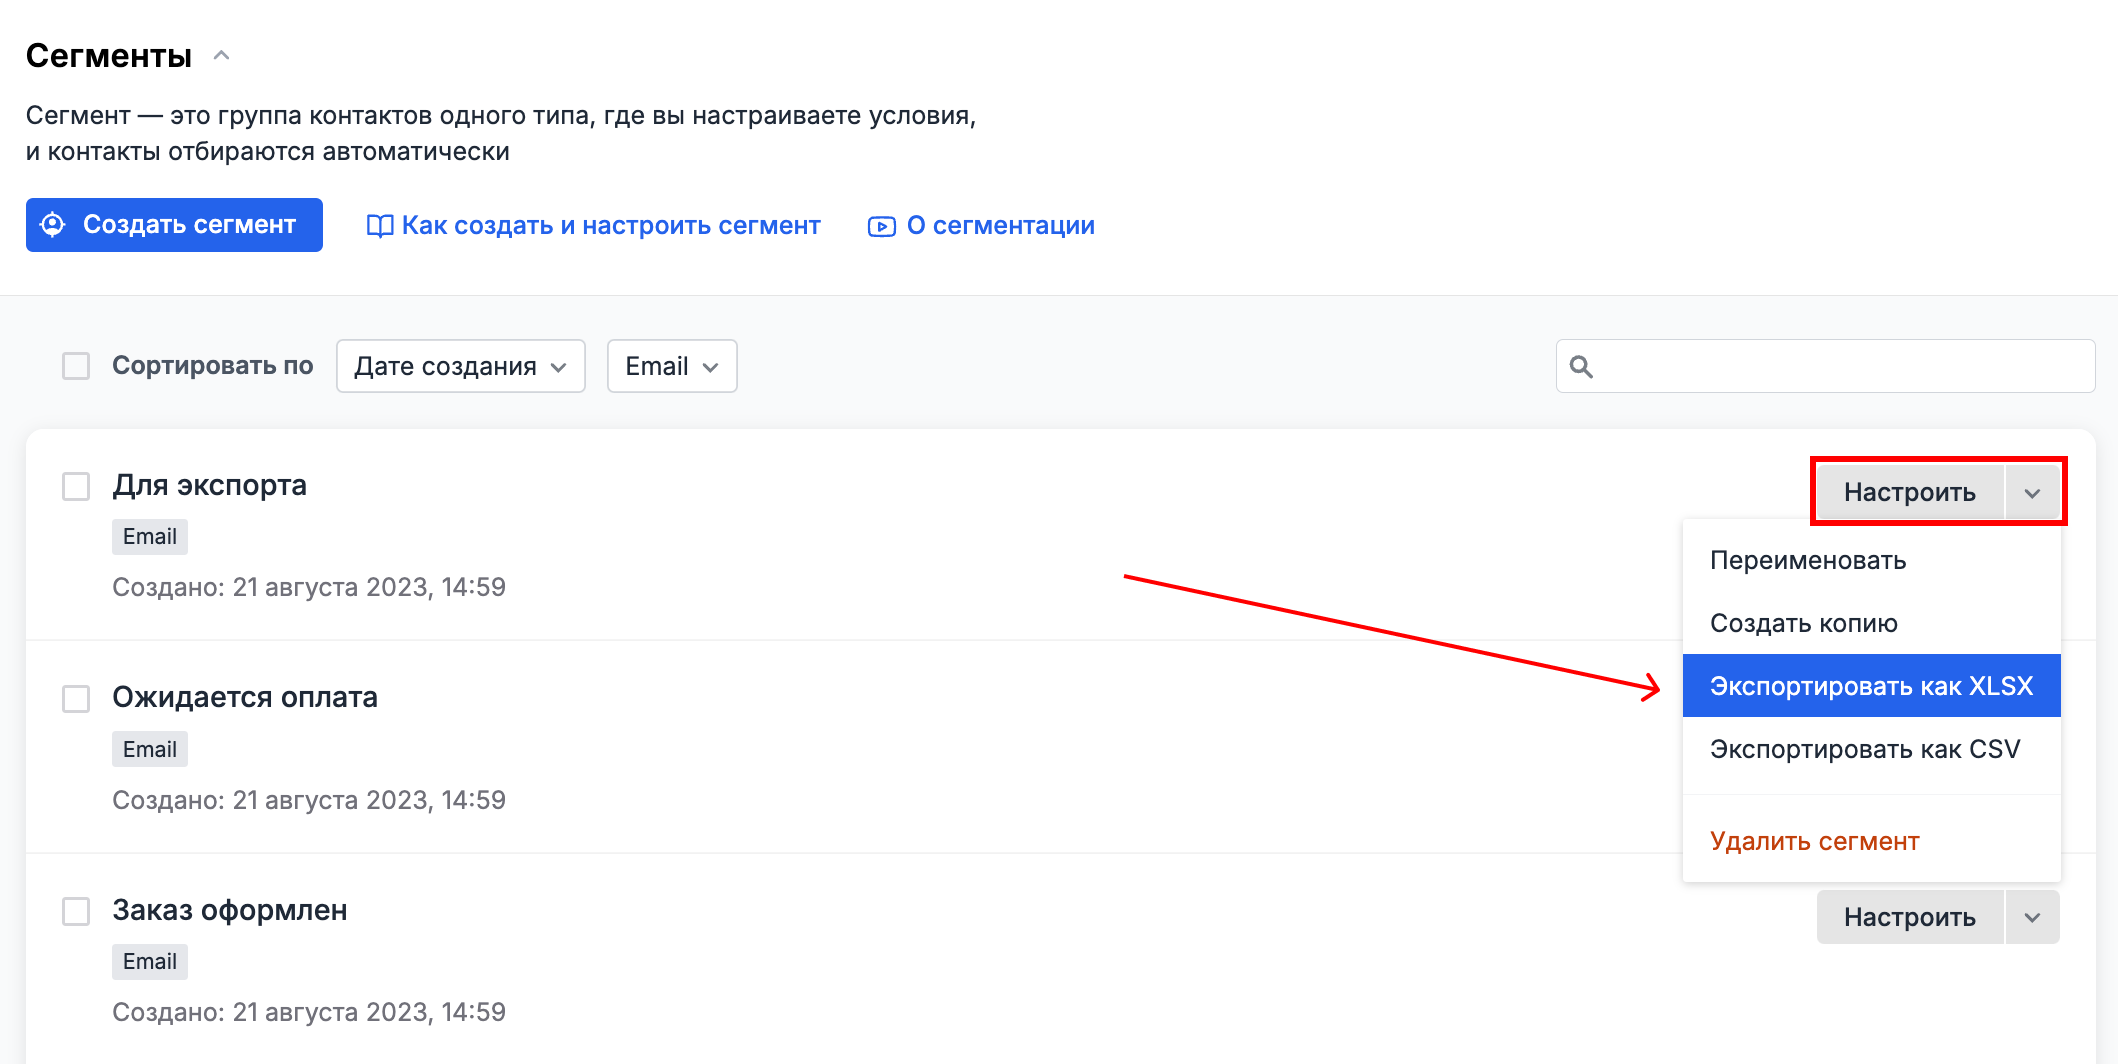 Сегменты
Сегмент — это группа контактов одного типа, где вы настраиваете условия,
и контакты отбираются автоматически
Создать сегмент
Как создать и настроить сегмент
О сегментации
Сортировать по
Дате создания
Email
Для экспорта
Email
Создано: 21 августа 2023, 14:59
Настроить
Переименовать
Создать копию
Экспортировать как XLSX
Экспортировать как CSV
Удалить сегмент
Ожидается оплата
Email
Создано: 21 августа 2023, 14:59
Заказ оформлен
Email
Создано: 21 августа 2023, 14:59
Настроить